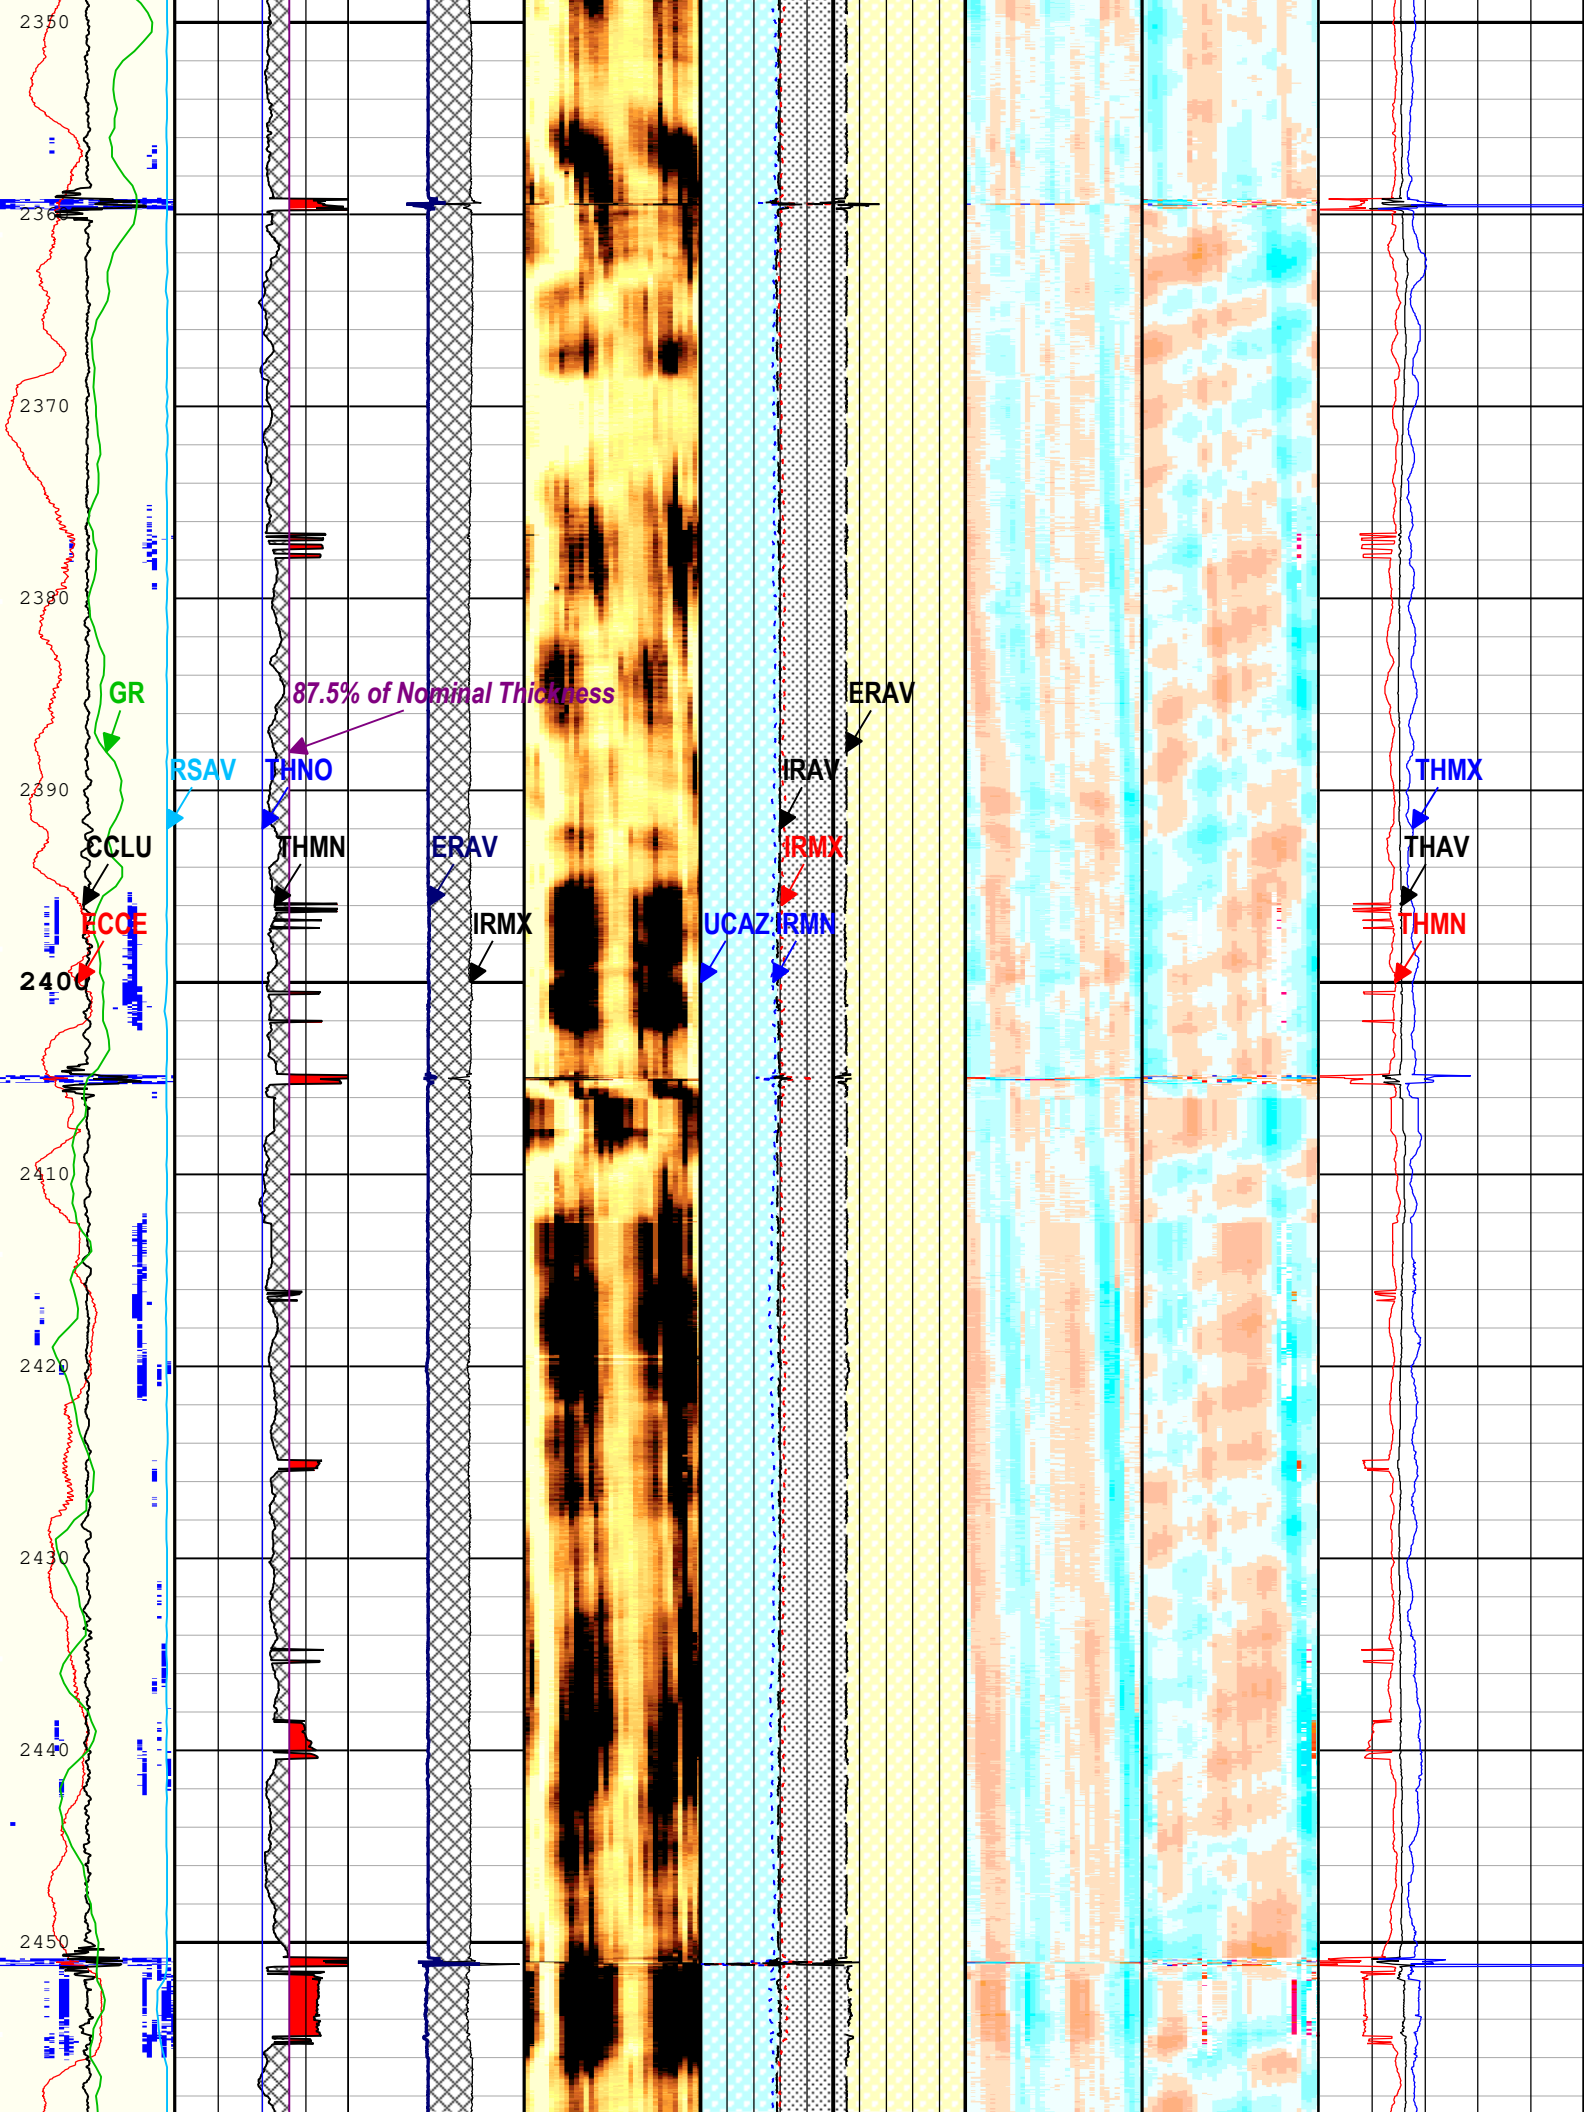 2350
2360
2370
2380
GR
87.5% of Nominal Thickness
ERAV
RSAV
THNO
IRAV
THMX
2390
CCLU
THMN
ERAV
IRMX
THAV
ECCE
IRMX
UCAZ
IRMN
THMN
2400
2410
2420
2430
2440
2450